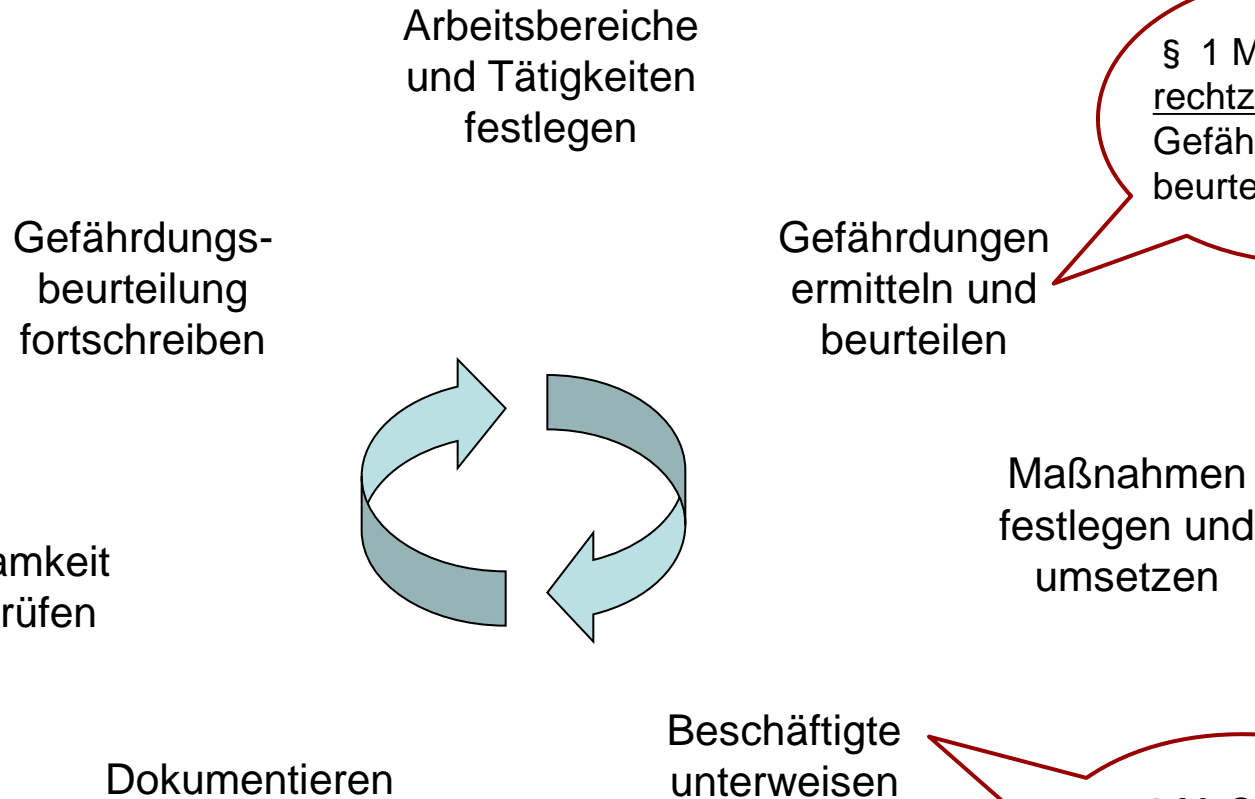 Arbeitsbereiche
und Tätigkeiten
festlegen
§ 1 M
rechtz
Gefäh
beurte
Gefährdungen
ermitteln und
beurteilen
Maßnahmen
festlegen und
umsetzen
Beschäftigte
unterweisen
Dokumentieren
amkeit
rüfen
Gefährdungs-
beurteilung
fortschreiben